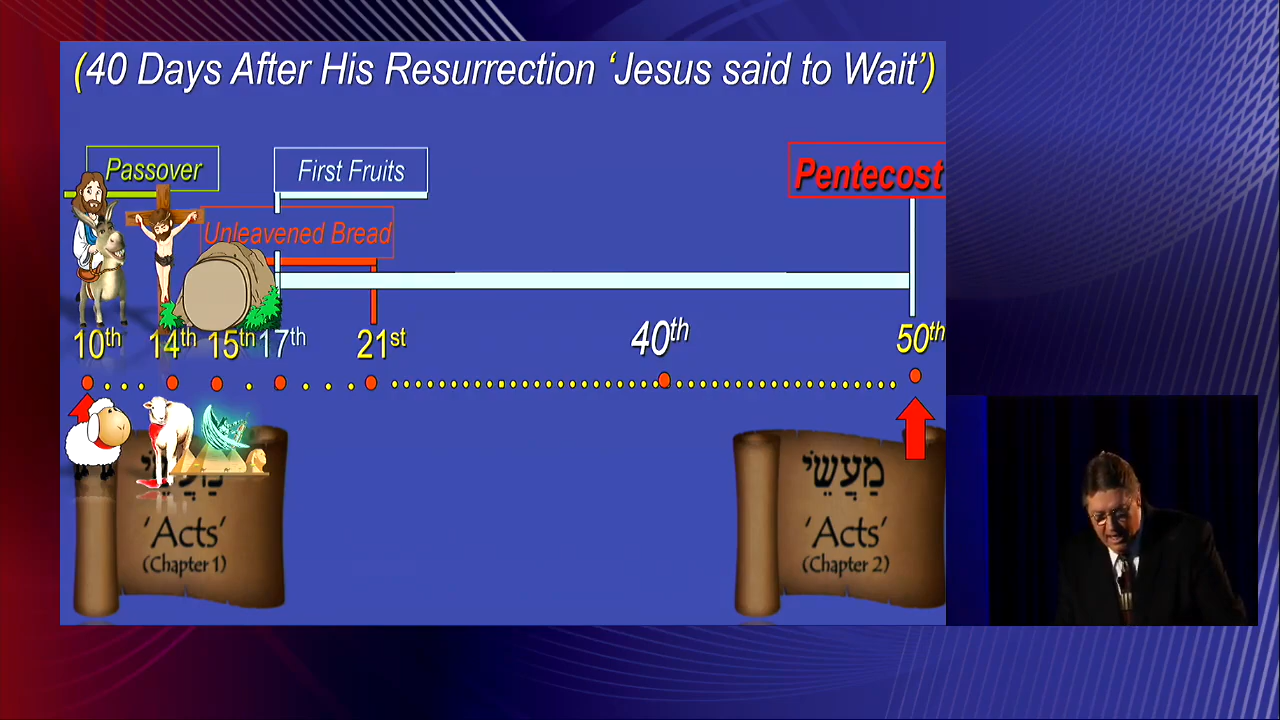 (40 Days After His Resurrection 'Jesus said to Wait')
Passover
First Fruits
Pentecost
Unleavened Bread
10th 14th 15tn 17th 21st 40th 50th
מַעֲשֵׂי
'Acts'
(Chapter 1)
מַעֲשֵׂי
'Acts'
(Chapter 2)